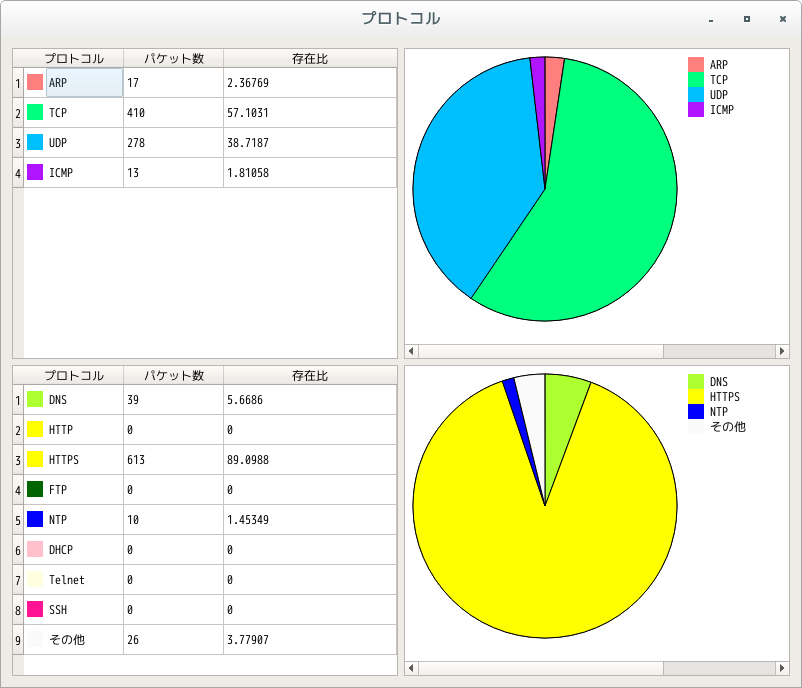 プロトコル
プロトコル パケット数 存在比
1 ARP 17 2.36769
2 TCP 410 57.1031
3 UDP 278 38.7187
4 ICMP 13 1.81058
ARP
TCP
UDP
ICMP
プロトコル パケット数 存在比
1 DNS 39 5.6686
2 HTTP 0 0
3 HTTPS 613 89.0988
4 FTP 0 0
5 NTP 10 1.45349
6 DHCP 0 0
7 Telnet 0 0
8 SSH 0 0
9 その他 26 3.77907
DNS
HTTPS
NTP
その他